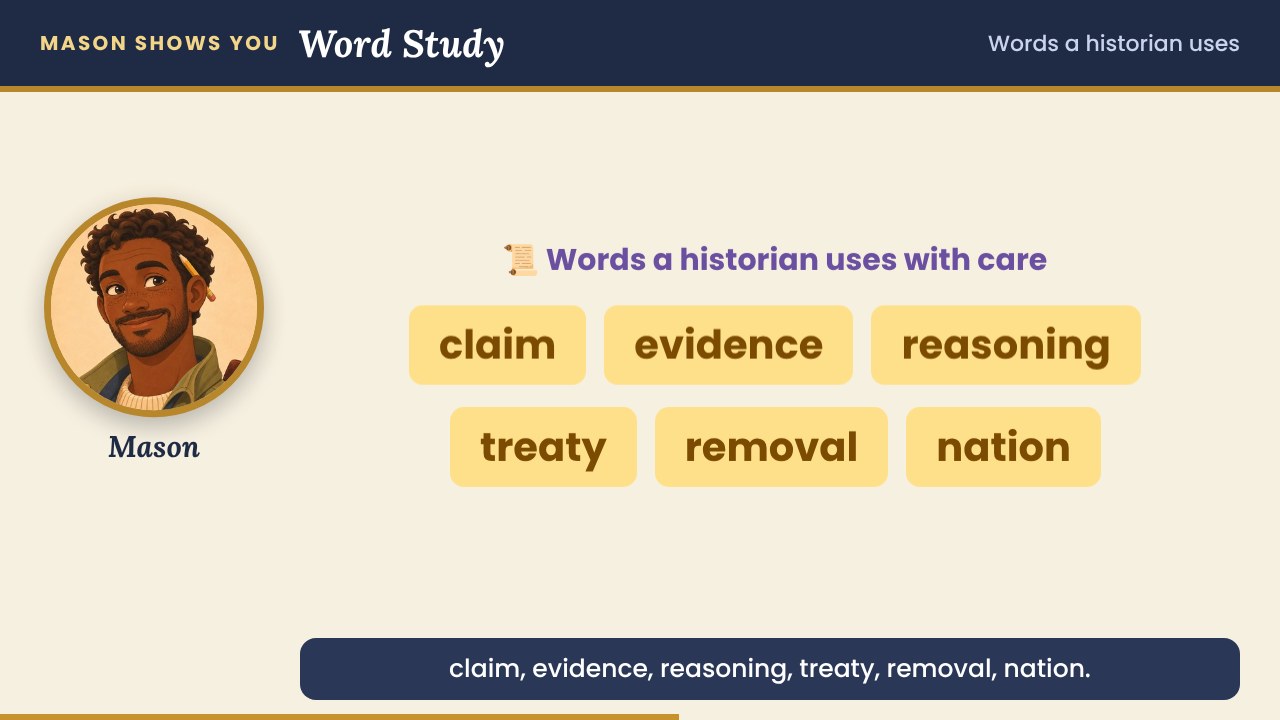 MASON SHOWS YOU Word Study
Words a historian uses
📜 Words a historian uses with care
claim evidence reasoning
treaty removal nation
Mason
claim, evidence, reasoning, treaty, removal, nation.